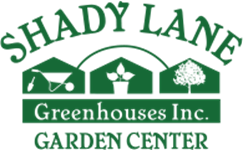 SHADY LANE
Greenhouses Inc.
GARDEN CENTER